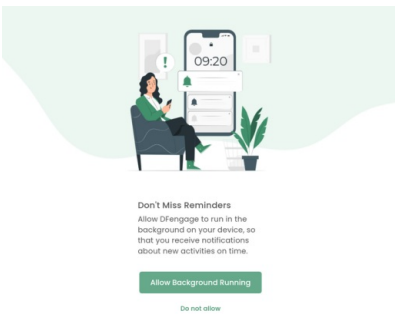 09:20
Don't Miss Reminders
Allow DFengage to run in the
background on your device, so
that you receive notifications
about new activities on time.
Allow Background Running
Do not allow